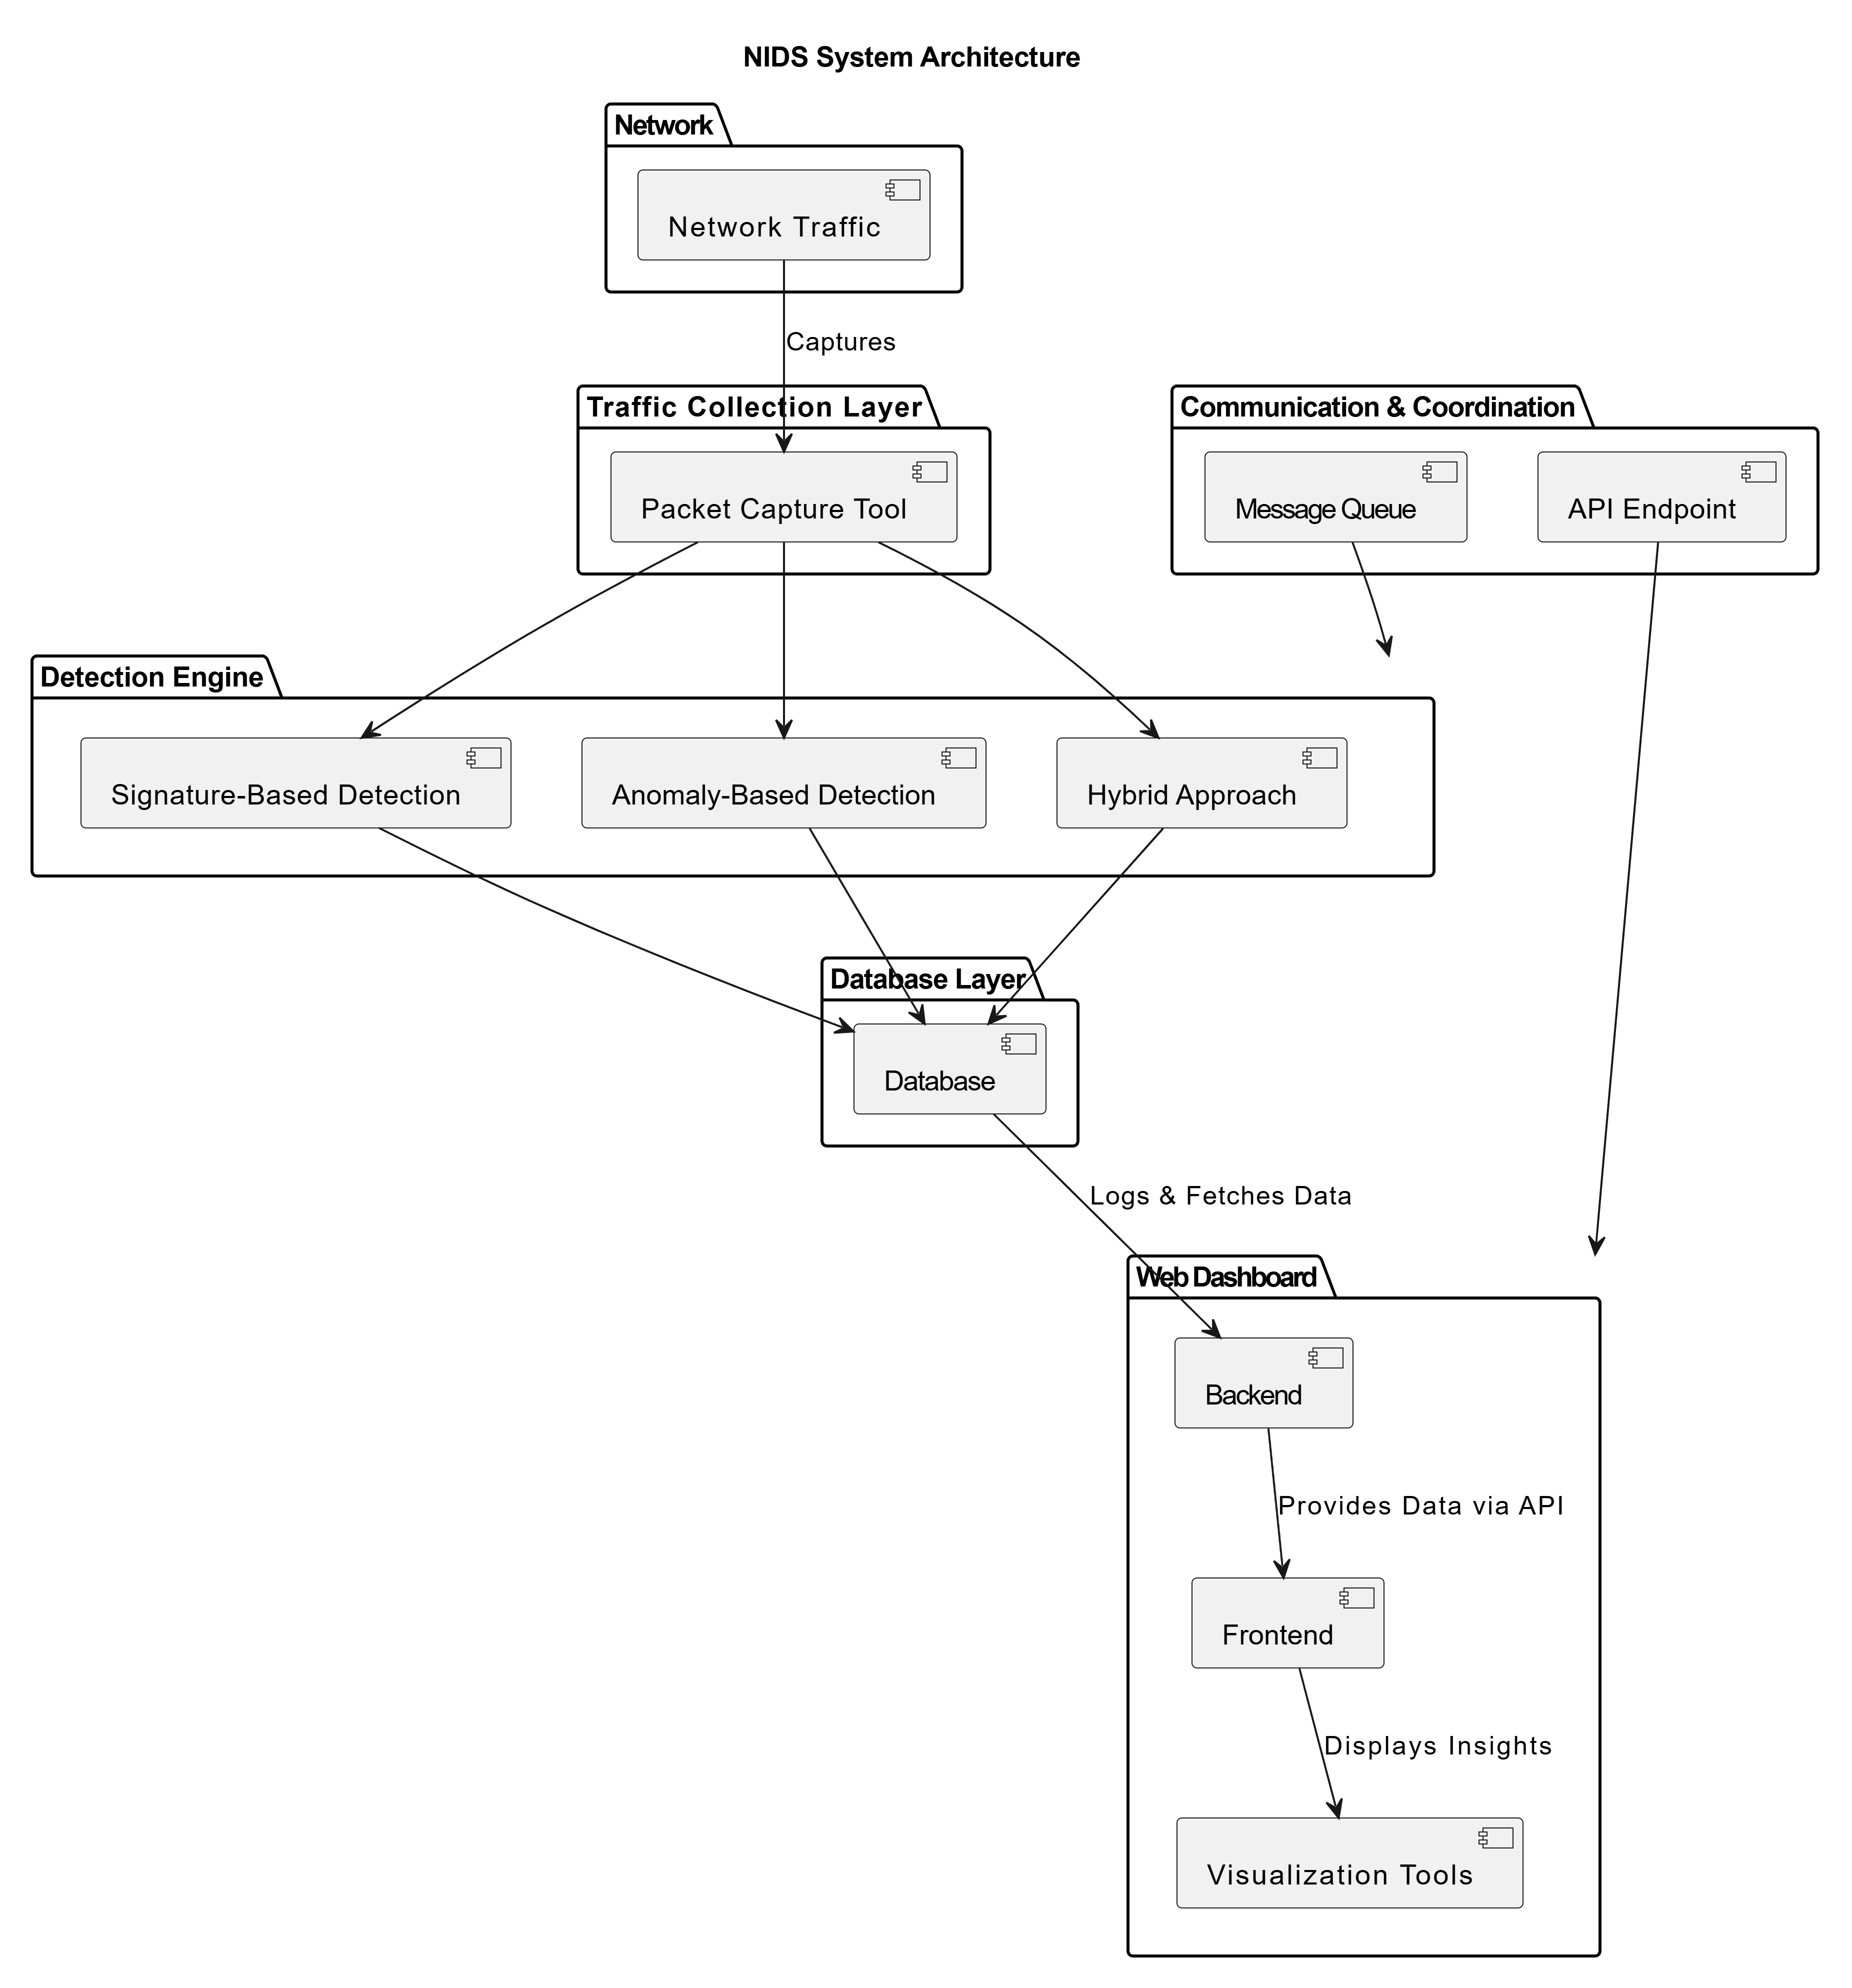 NIDS System Architecture
Network
Network Traffic
Captures
Traffic Collection Layer
Packet Capture Tool
Communication & Coordination
Message Queue
API Endpoint
Detection Engine
Signature-Based Detection
Anomaly-Based Detection
Hybrid Approach
Database Layer
Database
Logs & Fetches Data
Web Dashboard
Backend
Provides Data via API
Frontend
Displays Insights
Visualization Tools